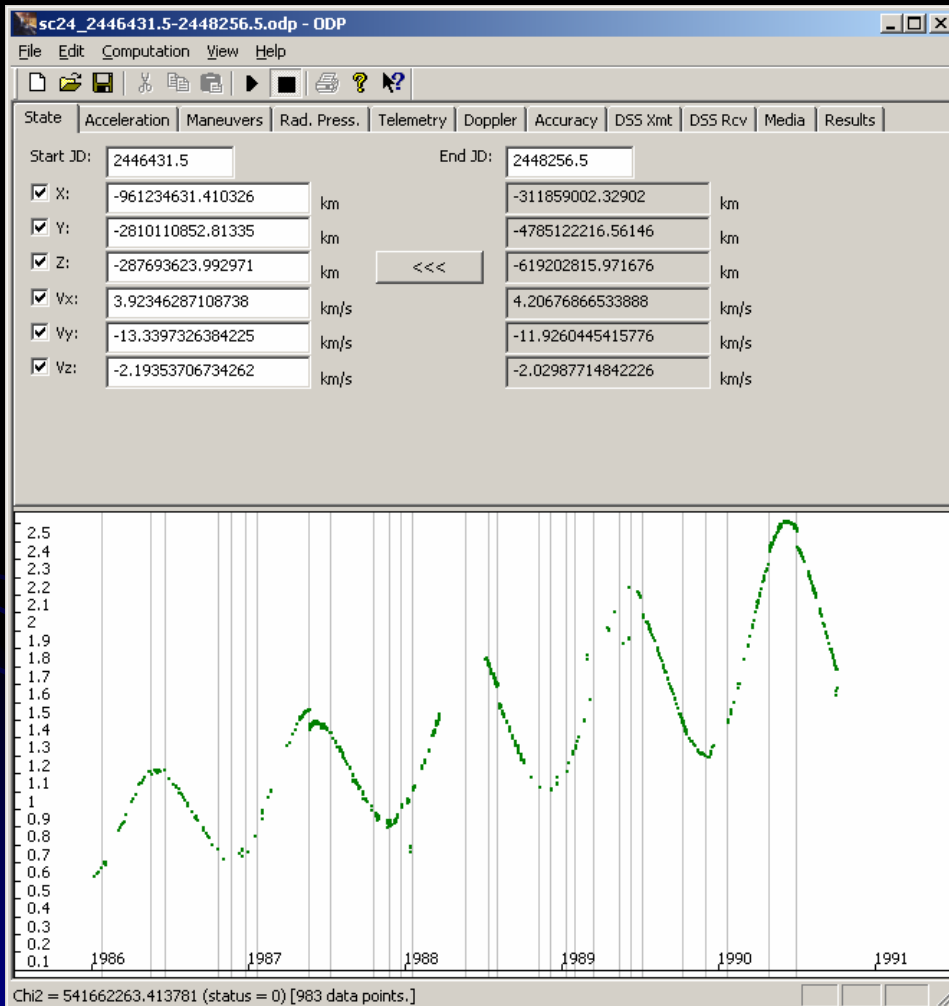 sc24_2446431.5-2448256.5.odp - ODP
File Edit Computation View Help
State Acceleration Maneuvers Rad. Press. Telemetry Doppler Accuracy DSS Xmt DSS Rcv Media Results
Start JD: 2446431.5 End JD: 2448256.5
X: -961234631.410326 km -311859002.32902 km
Y: -2810110852.81335 km -4785122216.56146 km
Z: -287693623.992971 km <<< -619202815.971676 km
Vx: 3.92346287108738 km/s 4.20676866533888 km/s
Vy: -13.3397326384225 km/s -11.9260445415776 km/s
Vz: -2.19353706734262 km/s -2.02987714842226 km/s
2.5
2.4
2.3
2.2
2.1
2
1.9
1.8
1.7
1.6
1.5
1.4
1.3
1.2
1.1
1
0.9
0.8
0.7
0.6
0.5
0.4
0.3
0.2
0.1
1986 1987 1988 1989 1990 1991
Chi2 = 541662263.413781 (status = 0) [983 data points.]